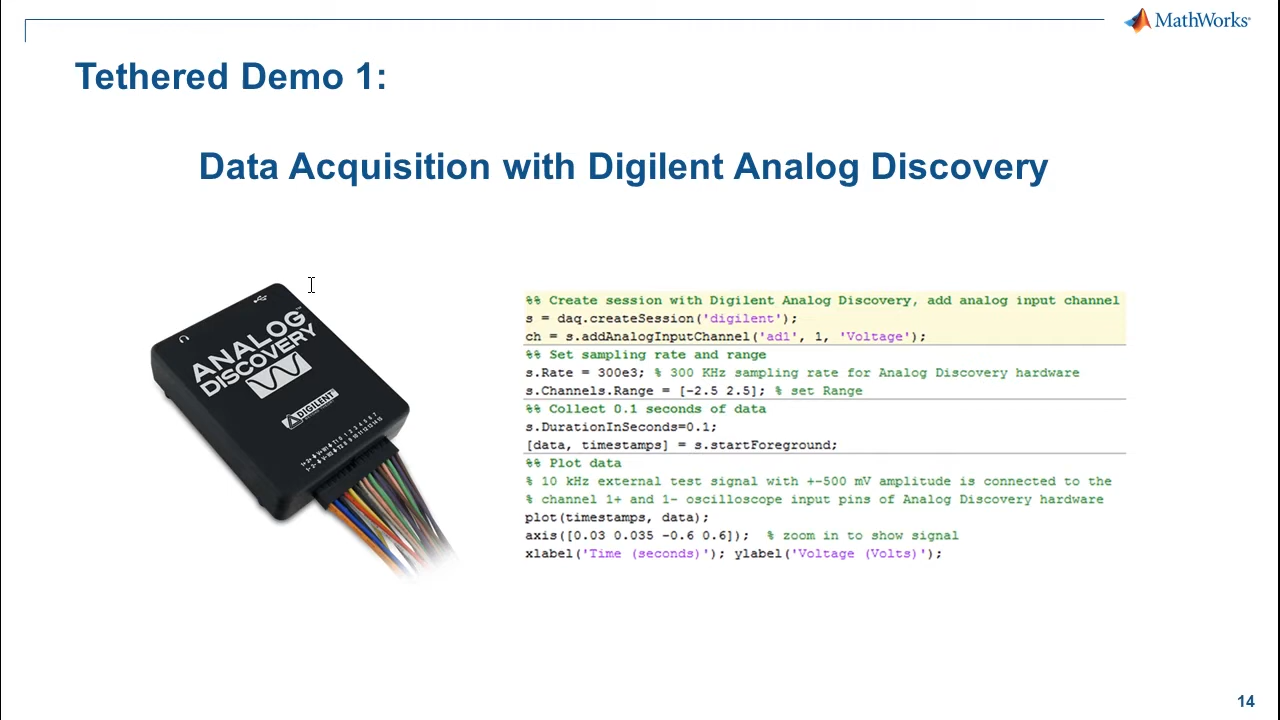 MathWorks®
Tethered Demo 1:
Data Acquisition with Digilent Analog Discovery
ANALOG
DISCOVERY™
DIGILENT
%% Create session with Digilent Analog Discovery, add analog input channel
s = daq.createSession('digilent');
ch = s.addAnalogInputChannel('ad1', 1, 'Voltage');
%% Set sampling rate and range
s.Rate = 300e3; % 300 KHz sampling rate for Analog Discovery hardware
s.Channels.Range = [-2.5 2.5]; % set Range
%% Collect 0.1 seconds of data
s.DurationInSeconds=0.1;
[data, timestamps] = s.startForeground;
%% Plot data
% 10 kHz external test signal with +-500 mV amplitude is connected to the
% channel 1+ and 1- oscilloscope input pins of Analog Discovery hardware
plot(timestamps, data);
axis([0.03 0.035 -0.6 0.6]); % zoom in to show signal
xlabel('Time (seconds)'); ylabel('Voltage (Volts)');
14